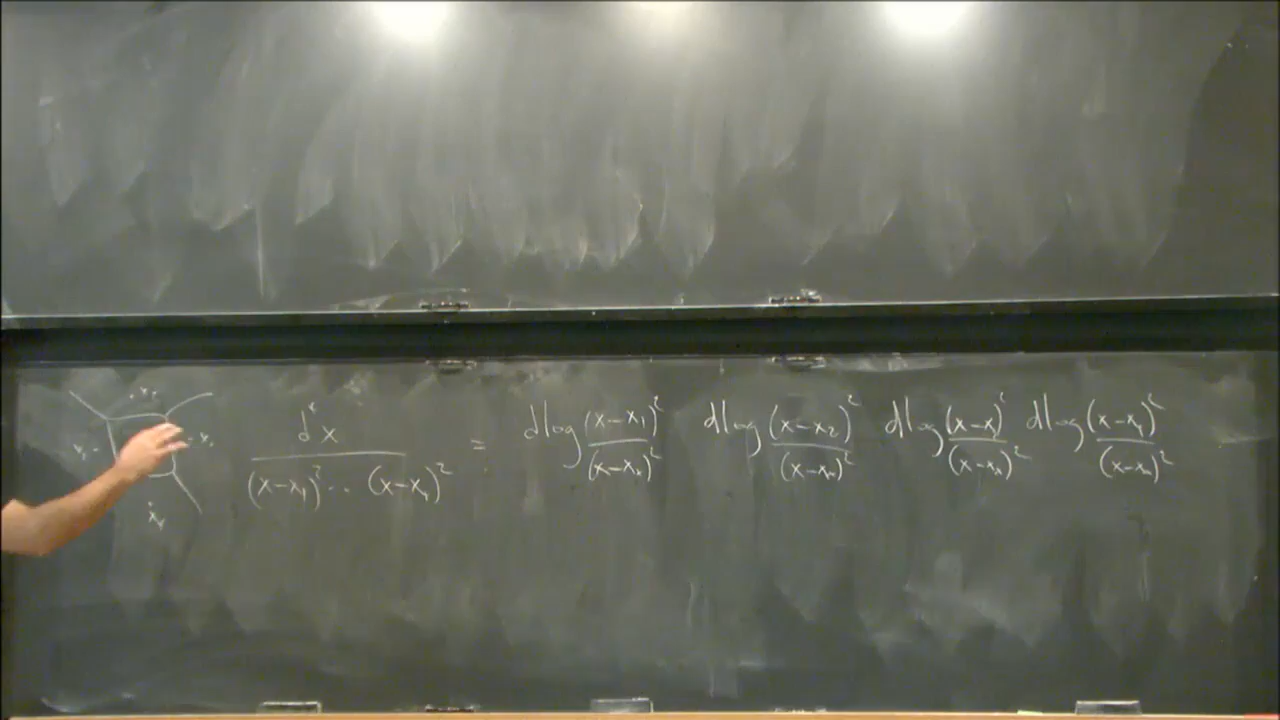 d⁴x / (x-x₁)² ·· (x-x₄)² = dlog (x-x₁)²/(x-x*)² dlog (x-x₂)²/(x-x*)² dlog (x-x)²/(x-x*)² dlog (x-x₄)²/(x-x*)²
x₄